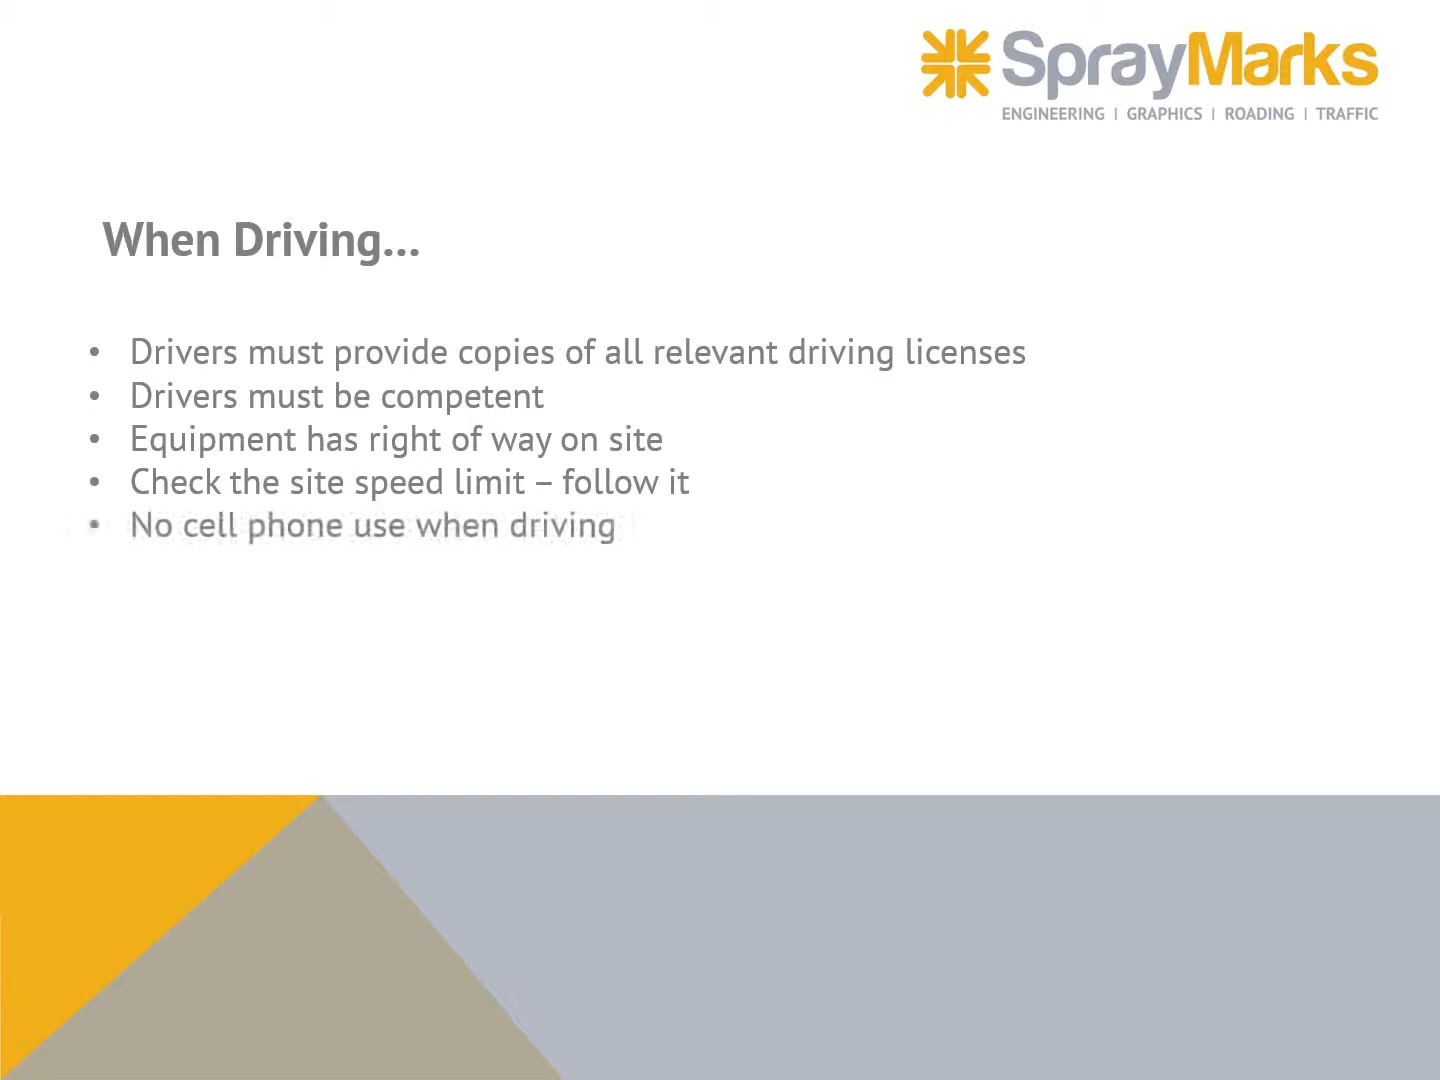 SprayMarks
ENGINEERING | GRAPHICS | ROADING | TRAFFIC
When Driving...
• Drivers must provide copies of all relevant driving licenses
• Drivers must be competent
• Equipment has right of way on site
• Check the site speed limit – follow it
• No cell phone use when driving